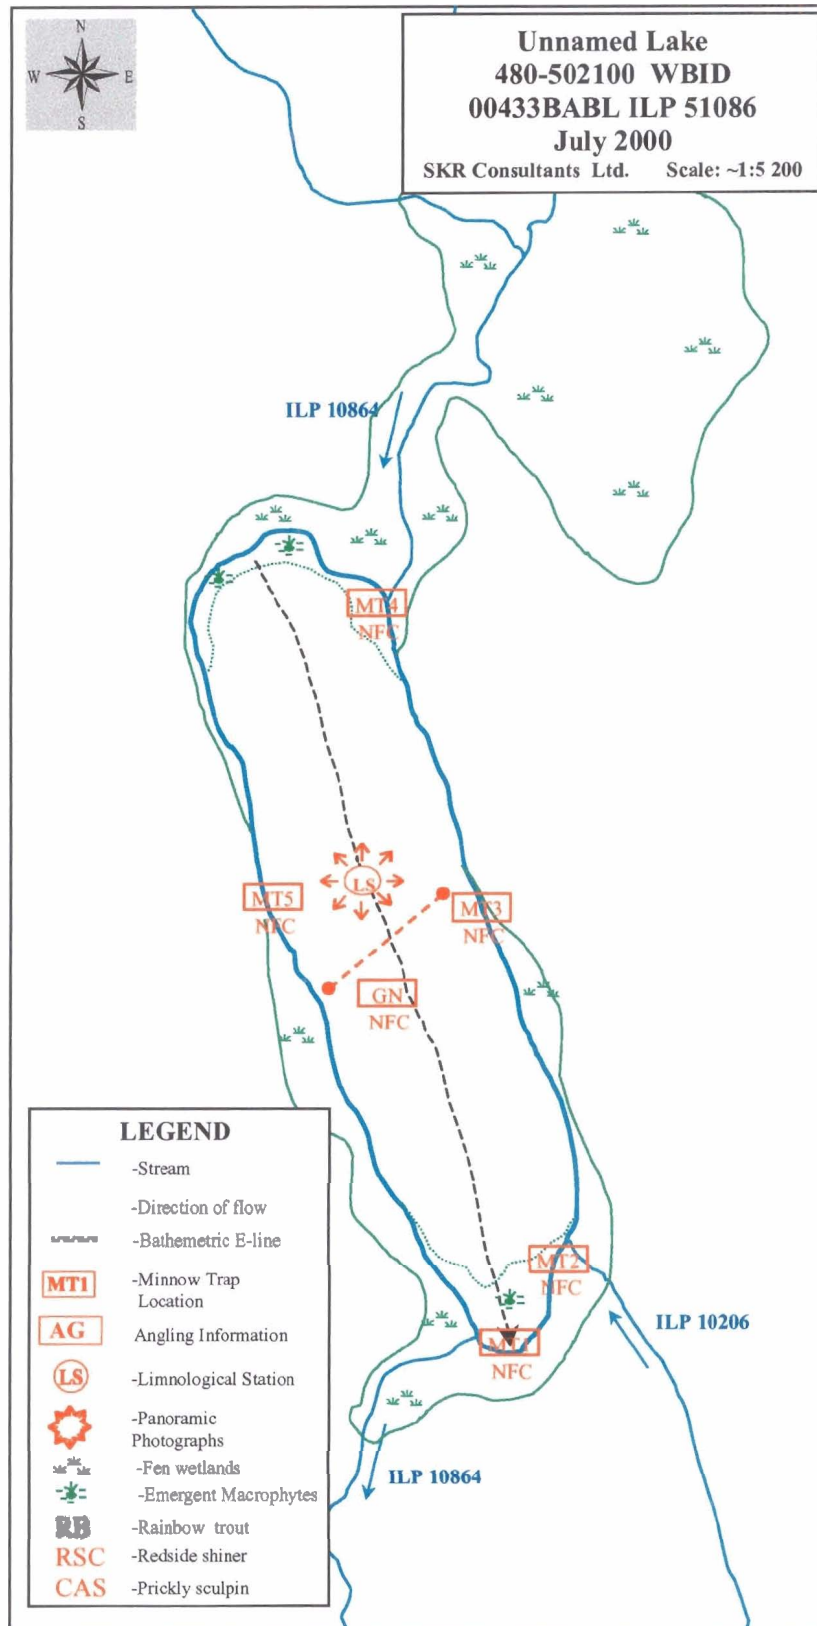 N
W E
S
Unnamed Lake
480-502100 WBID
00433BABL ILP 51086
July 2000
SKR Consultants Ltd. Scale: ~1:5 200
ILP 10864
MT4
NFC
LS
MT5
NFC
MT3
NFC
GN
NFC
MT2
NFC
MT1
NFC
ILP 10206
ILP 10864
LEGEND
-Stream
-Direction of flow
-Bathemetric E-line
MT1 -Minnow Trap
Location
AG Angling Information
LS -Limnological Station
-Panoramic
Photographs
-Fen wetlands
-Emergent Macrophytes
RB -Rainbow trout
RSC -Redside shiner
CAS -Prickly sculpin